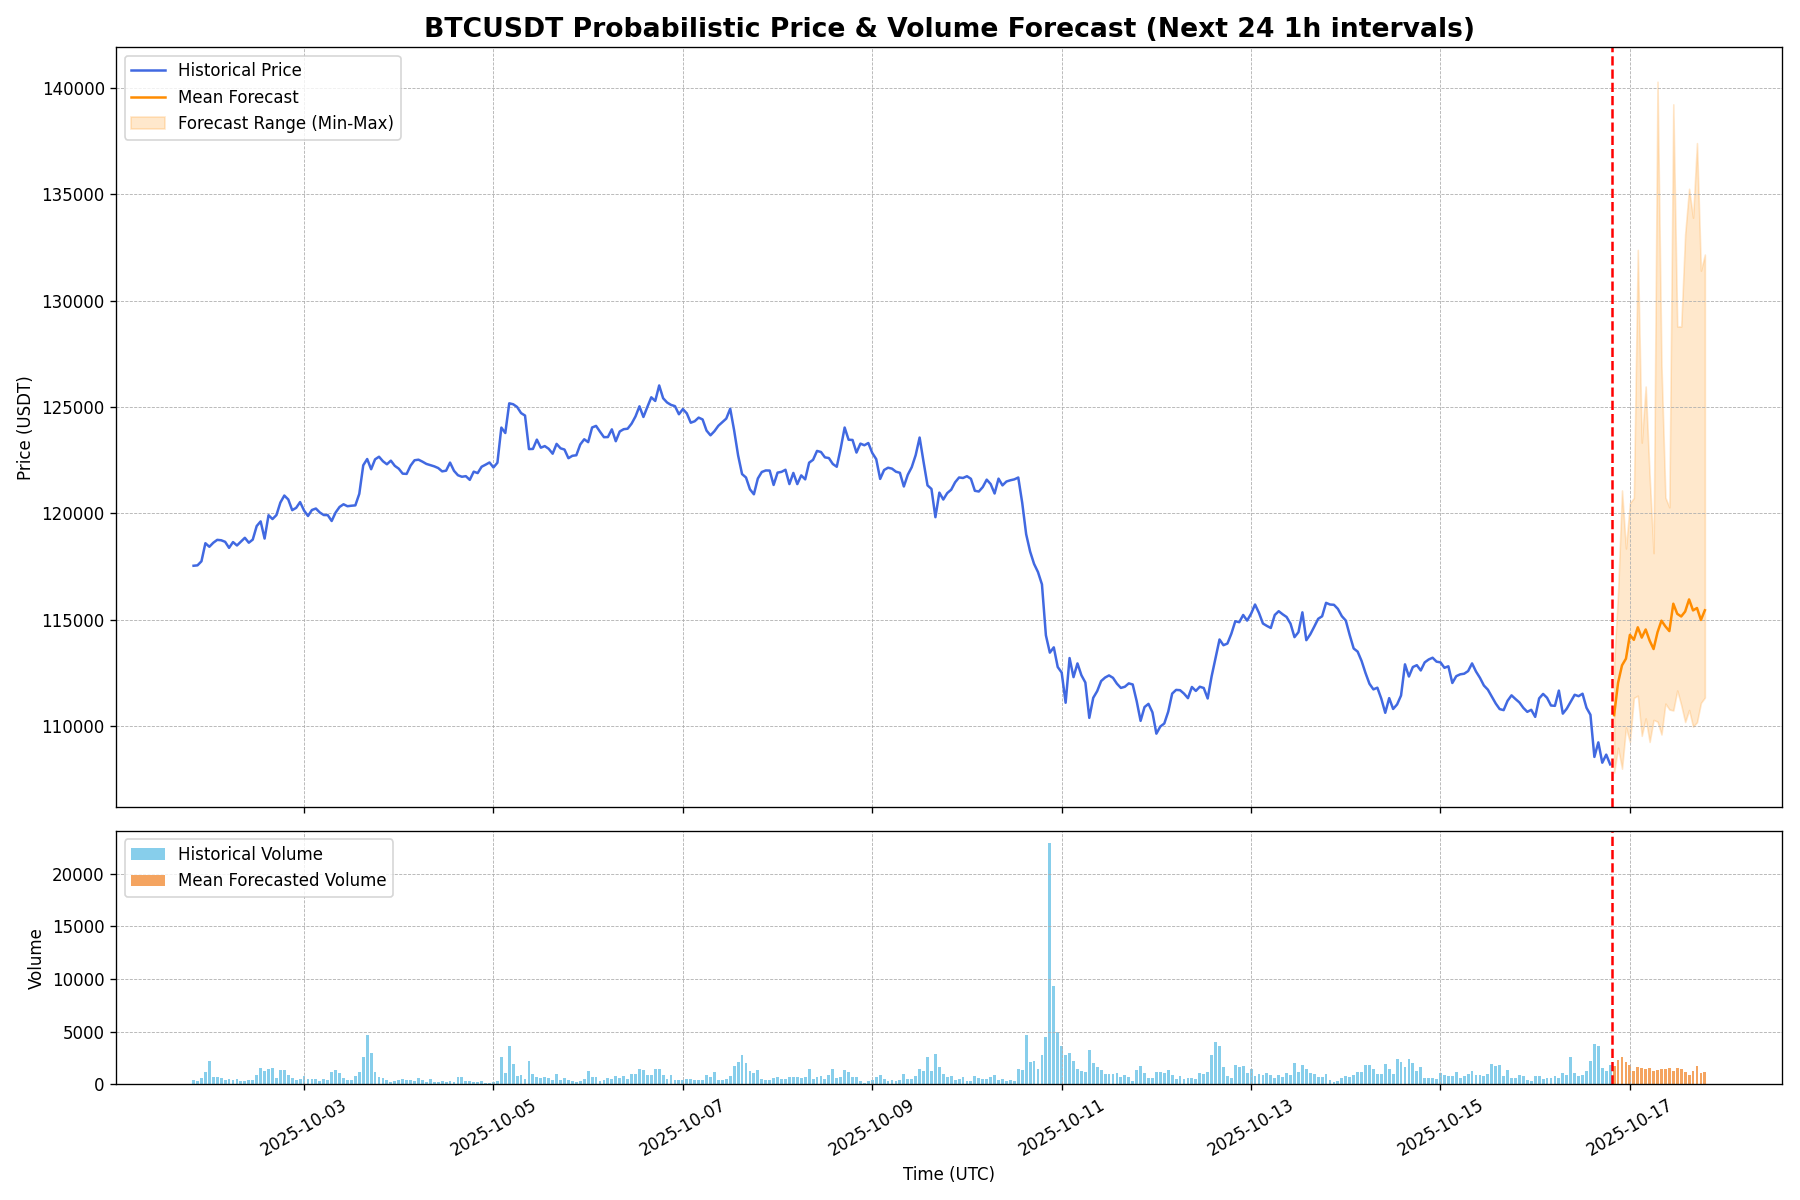 BTCUSDT Probabilistic Price & Volume Forecast (Next 24 1h intervals)
Historical Price
Mean Forecast
Forecast Range (Min-Max)
140000
135000
130000
125000
120000
115000
110000
Price (USDT)
Historical Volume
Mean Forecasted Volume
20000
15000
10000
5000
0
Volume
2025-10-03
2025-10-05
2025-10-07
2025-10-09
2025-10-11
2025-10-13
2025-10-15
2025-10-17
Time (UTC)